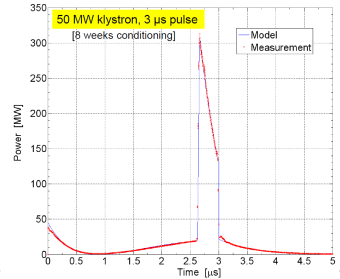 50 MW klystron, 3 µs pulse
[8 weeks conditioning]
Model
Measurement
350
300
250
200
150
100
50
0
Power [MW]
0 0.5 1 1.5 2 2.5 3 3.5 4 4.5 5
Time [µs]